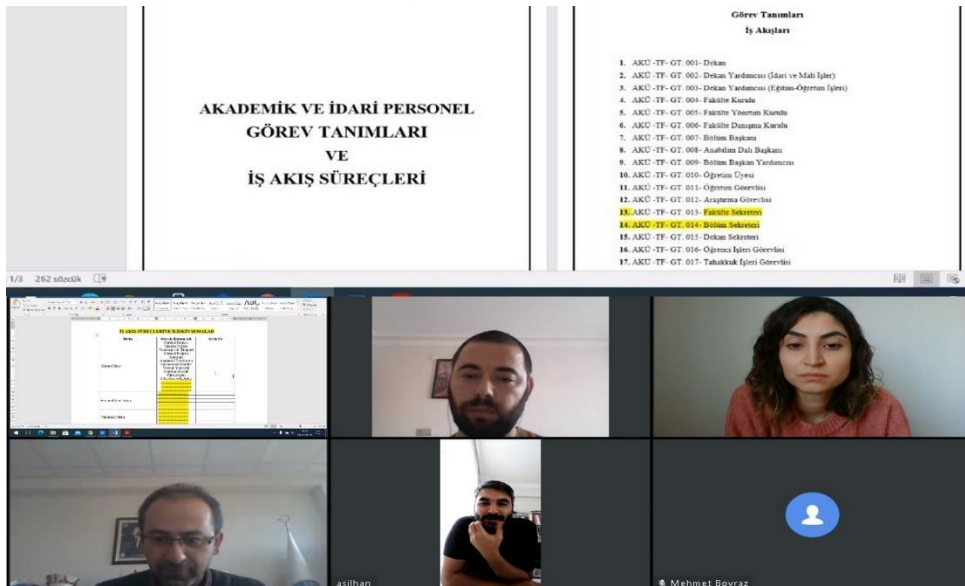 AKADEMİK VE İDARİ PERSONEL
GÖREV TANIMLARI
VE
İŞ AKIŞ SÜREÇLERİ
Görev Tanımları
İş Akışları
1. AKÜ -TF- GT. 001- Dekan
2. AKÜ -TF- GT. 002- Dekan Yardımcısı (İdari ve Mali İşler)
3. AKÜ -TF- GT. 003- Dekan Yardımcısı (Eğitim-Öğretim İşleri)
4. AKÜ -TF- GT. 004- Fakülte Kurulu
5. AKÜ -TF- GT. 005- Fakülte Yönetim Kurulu
6. AKÜ -TF- GT. 006- Fakülte Danışma Kurulu
7. AKÜ -TF- GT. 007- Bölüm Başkanı
8. AKÜ -TF- GT. 008- Anabilim Dalı Başkanı
9. AKÜ -TF- GT. 009- Bölüm Başkan Yardımcısı
10. AKÜ -TF- GT. 010- Öğretim Üyesi
11. AKÜ -TF- GT. 011- Öğretim Görevlisi
12. AKÜ -TF- GT. 012- Araştırma Görevlisi
13. AKÜ -TF- GT. 013- Fakülte Sekreteri
14. AKÜ -TF- GT. 014- Bölüm Sekreteri
15. AKÜ -TF- GT. 015- Dekan Sekreteri
16. AKÜ -TF- GT. 016- Öğrenci İşleri Görevlisi
17. AKÜ -TF- GT. 017- Tahakkuk İşleri Görevlisi
1/3 262 sözcük
İŞ AKIŞ SÜREÇLERİNE İLİŞKİN ŞEMALAR
asilhan
Mehmet Boyraz